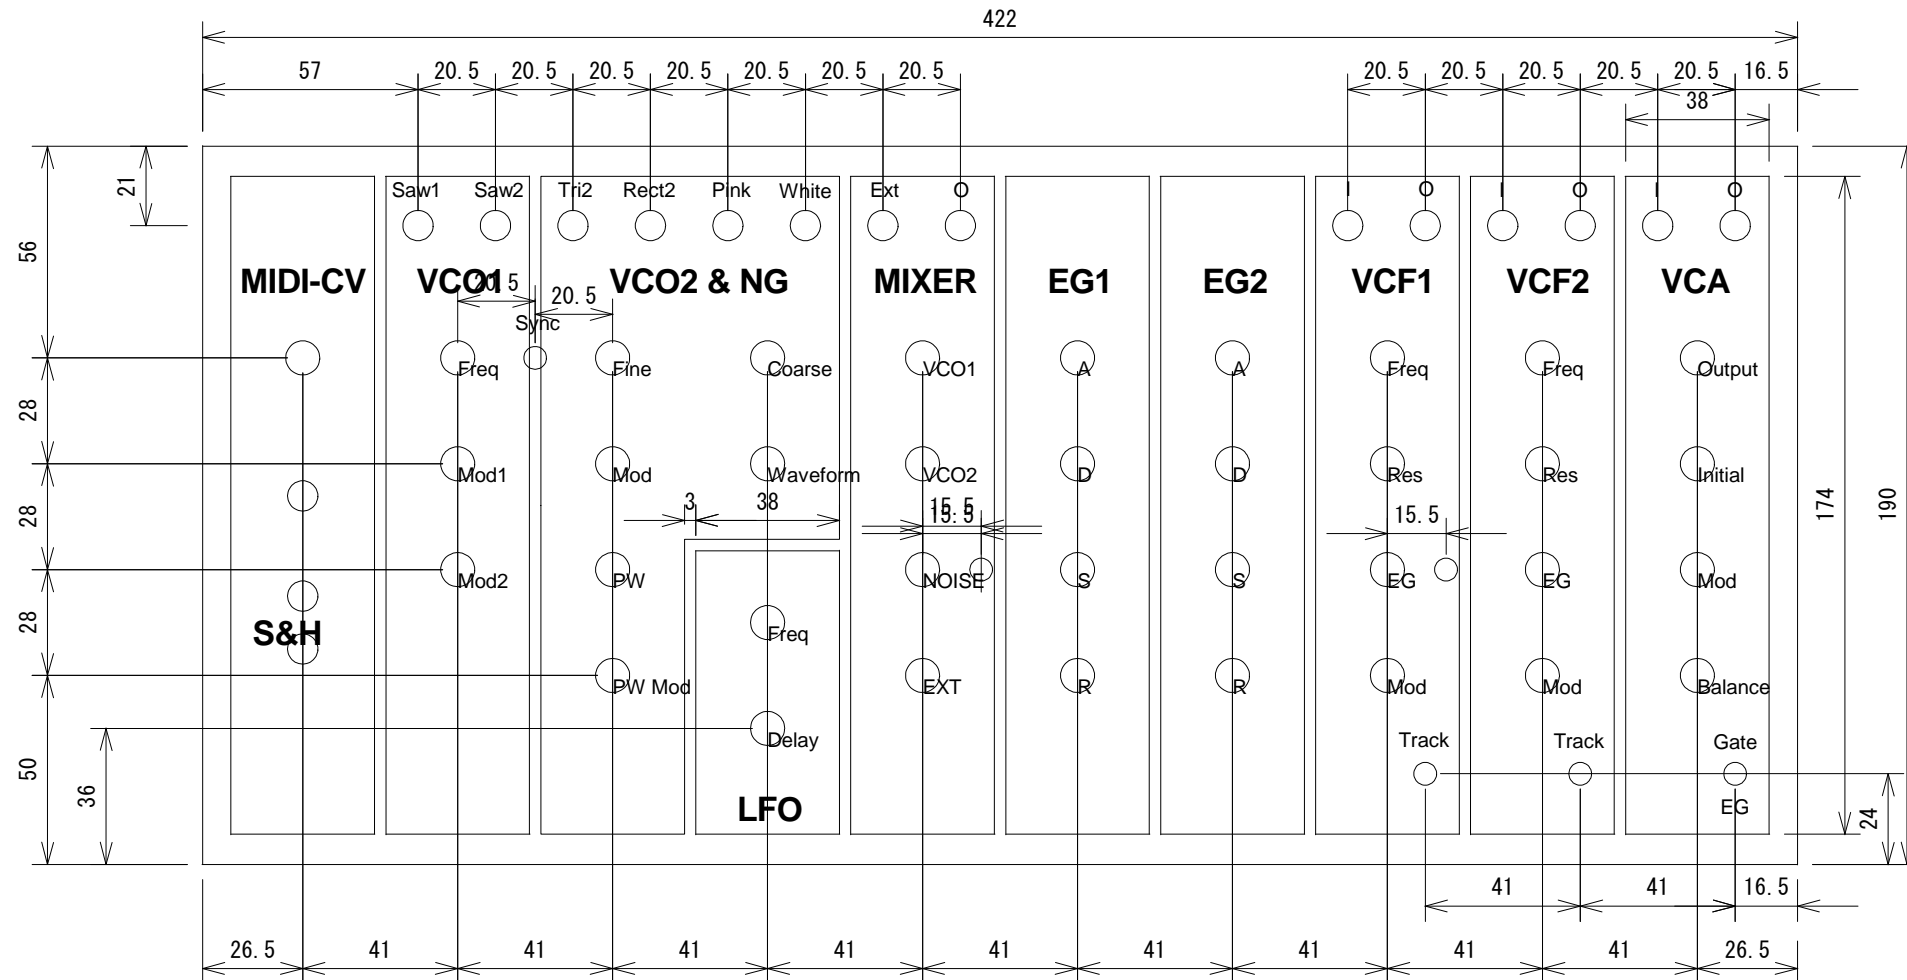 422
57 20.5 20.5 20.5 20.5 20.5 20.5 20.5 20.5 20.5 20.5 20.5 20.5 16.5
38
21
Saw1 Saw2 Tri2 Rect2 Pink White Ext O I O I O I O
56
MIDI-CV VCO1 VCO2 & NG MIXER EG1 EG2 VCF1 VCF2 VCA
20.5 20.5
Sync
Freq Fine Coarse VCO1 A A Freq Freq Output
28
Mod1 Mod Waveform VCO2 D D Res Res Initial
3 38 15.5 15.5 15.5 174 190
28
Mod2 PW NOISE S S EG EG Mod
28
S&H Freq
PW Mod EXT R R Mod Mod Balance
Delay Track Track Gate
50 36
LFO EG 24
41 41 16.5
26.5 41 41 41 41 41 41 41 41 41 26.5